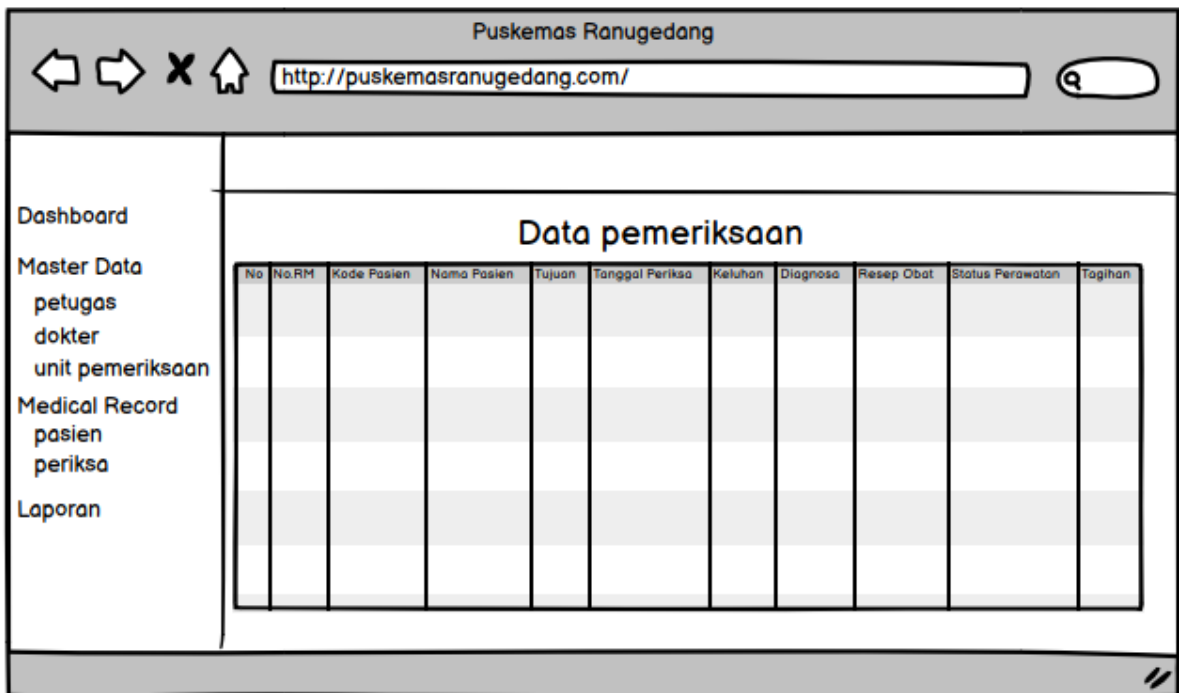 Puskemas Ranugedang
http://puskemasranugedang.com/
Dashboard
Master Data
petugas
dokter
unit pemeriksaan
Medical Record
pasien
periksa
Laporan
Data pemeriksaan
No No.RM Kode Pasien Nama Pasien Tujuan Tanggal Periksa Keluhan Diagnosa Resep Obat Status Perawatan Tagihan